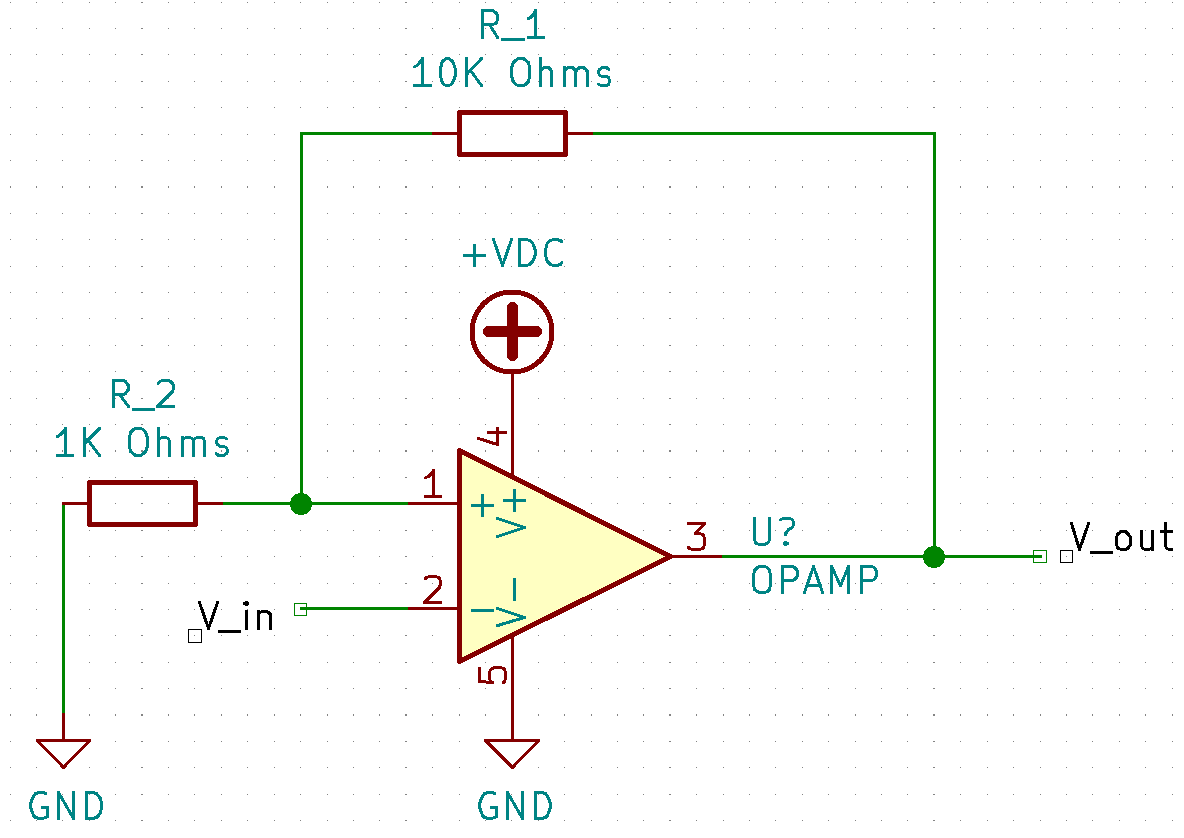 R_1
10K Ohms
+VDC
R_2
1K Ohms
4
1
+
V+
3
U?
OPAMP
V_out
2
−
V−
V_in
5
GND
GND